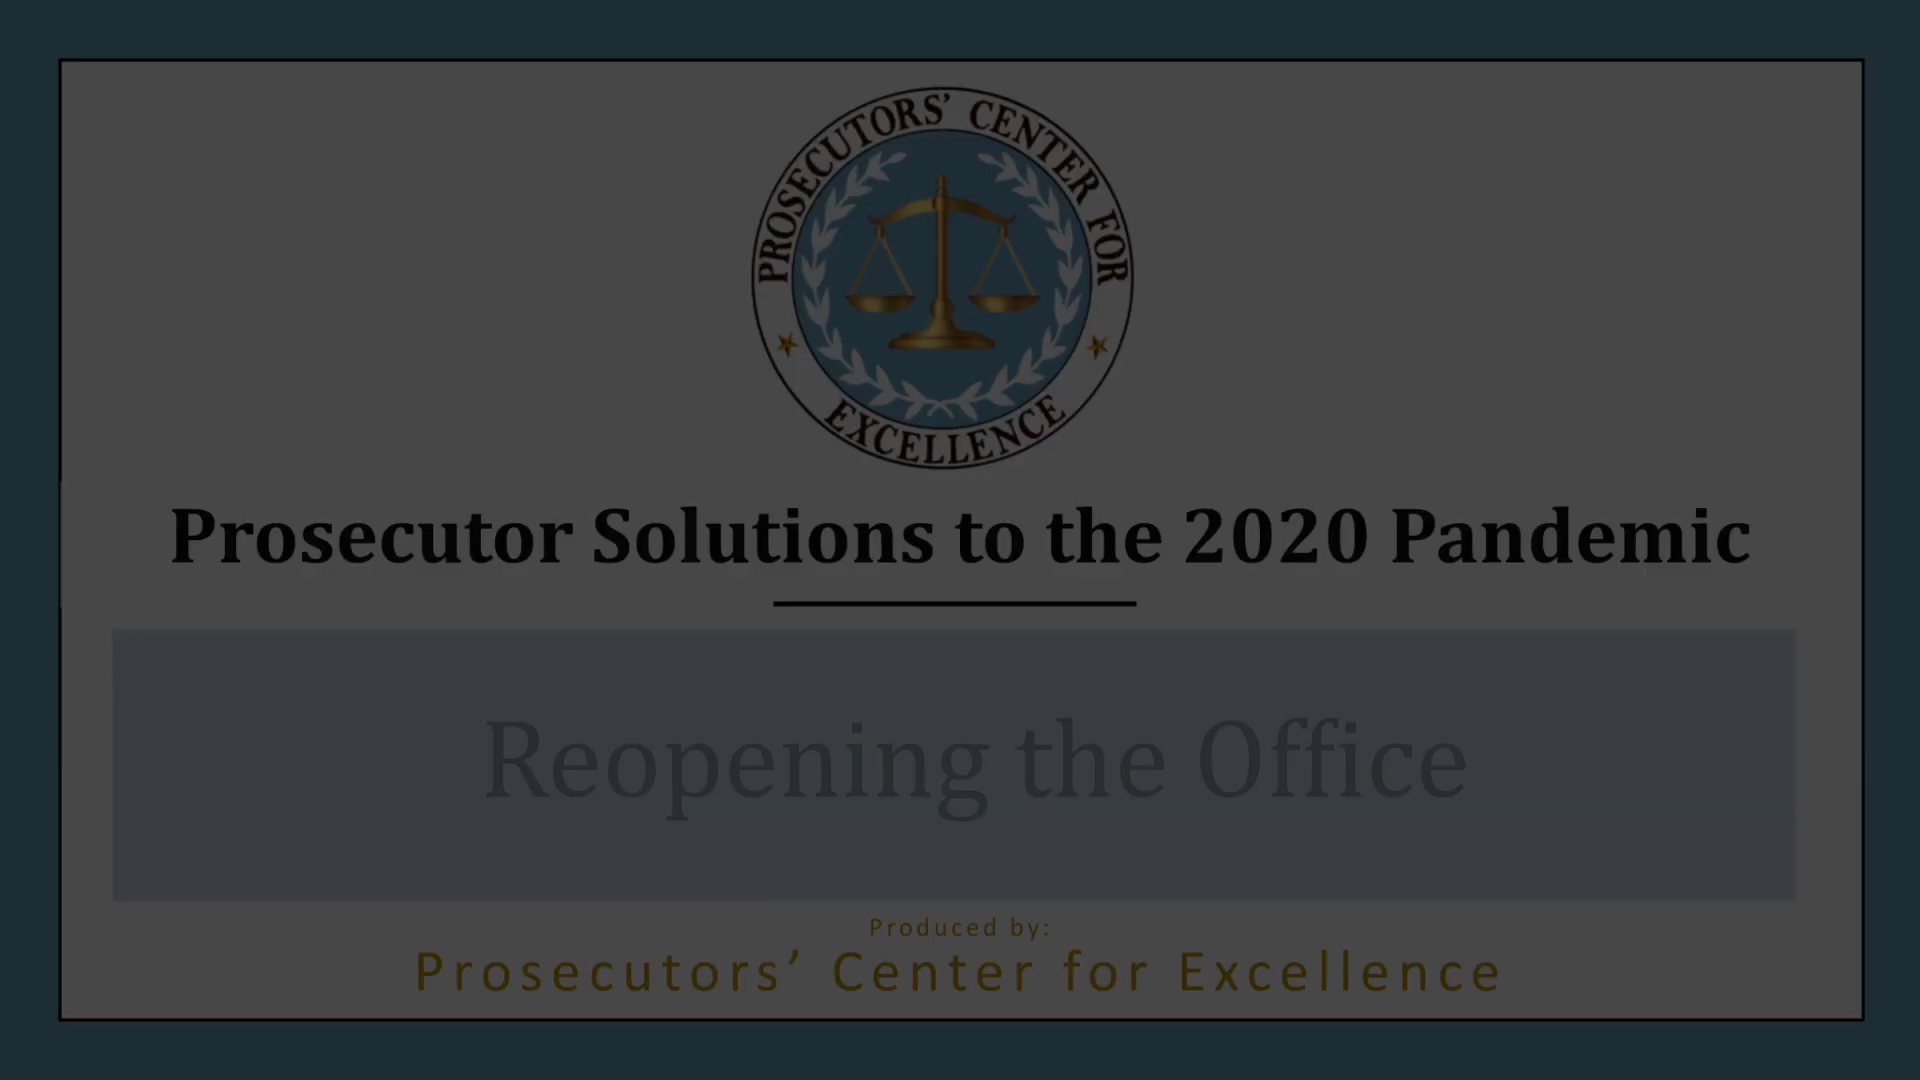 PROSECUTORS’ CENTER FOR
EXCELLENCE
Prosecutor Solutions to the 2020 Pandemic
Reopening the Office
Produced by:
Prosecutors’ Center for Excellence